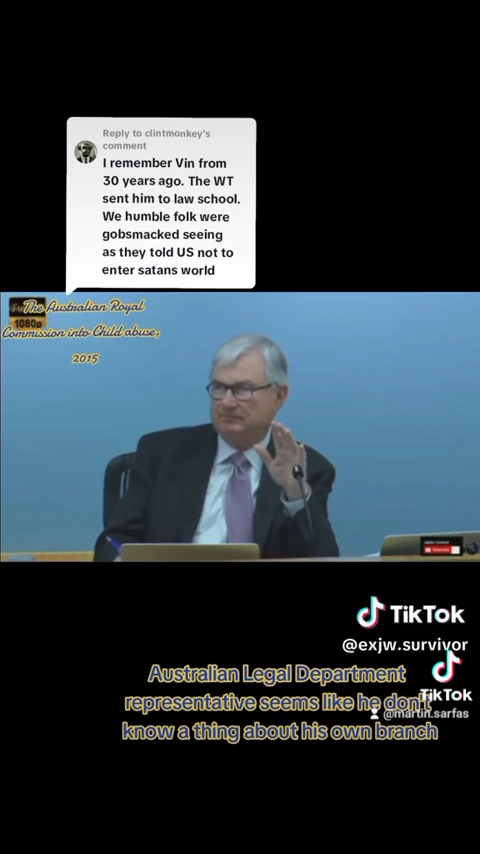 Reply to clintmonkey's
comment
I remember Vin from
30 years ago. The WT
sent him to law school.
We humble folk were
gobsmacked seeing
as they told US not to
enter satans world
The Australian Royal
1080p
Commission into Child abuse,
2015
TikTok
@exjw.survivor
Australian Legal Department
representative seems like he don't
know a thing about his own branch
TikTok
@martin.sarfas